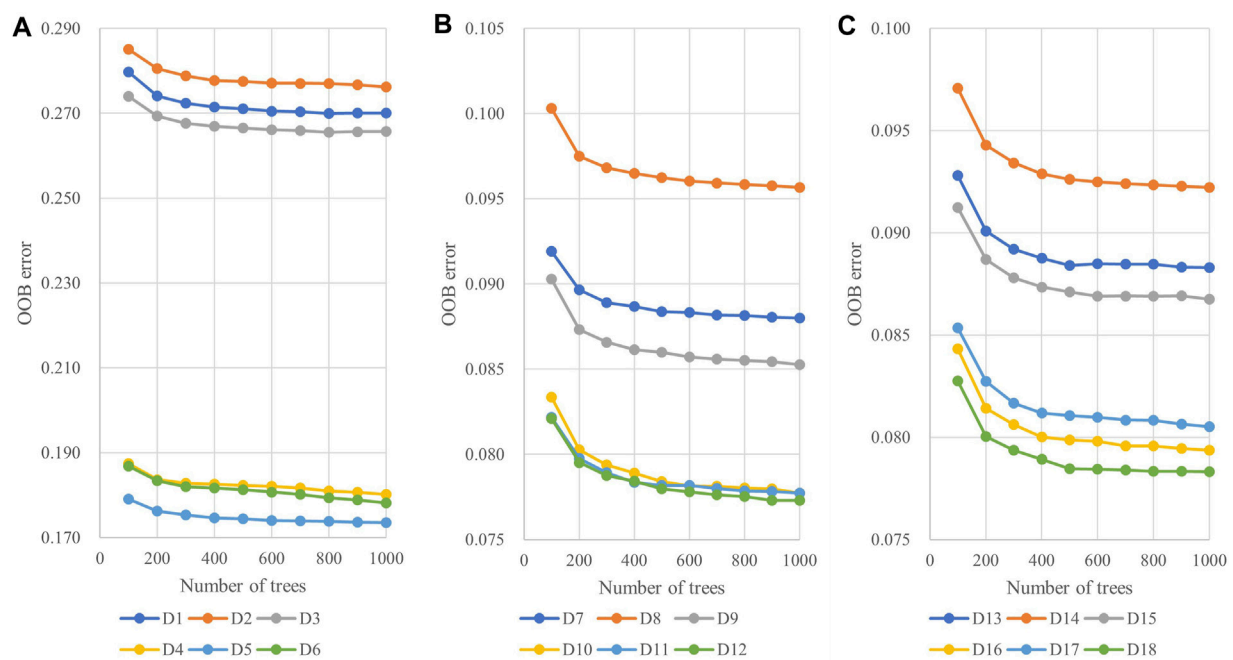 A
0.290
0.270
0.250
0.230
0.210
0.190
0.170
OOB error
0 200 400 600 800 1000
Number of trees
D1 D2 D3
D4 D5 D6
B
0.105
0.100
0.095
0.090
0.085
0.080
0.075
OOB error
0 200 400 600 800 1000
Number of trees
D7 D8 D9
D10 D11 D12
C
0.100
0.095
0.090
0.085
0.080
0.075
OOB error
0 200 400 600 800 1000
Number of trees
D13 D14 D15
D16 D17 D18